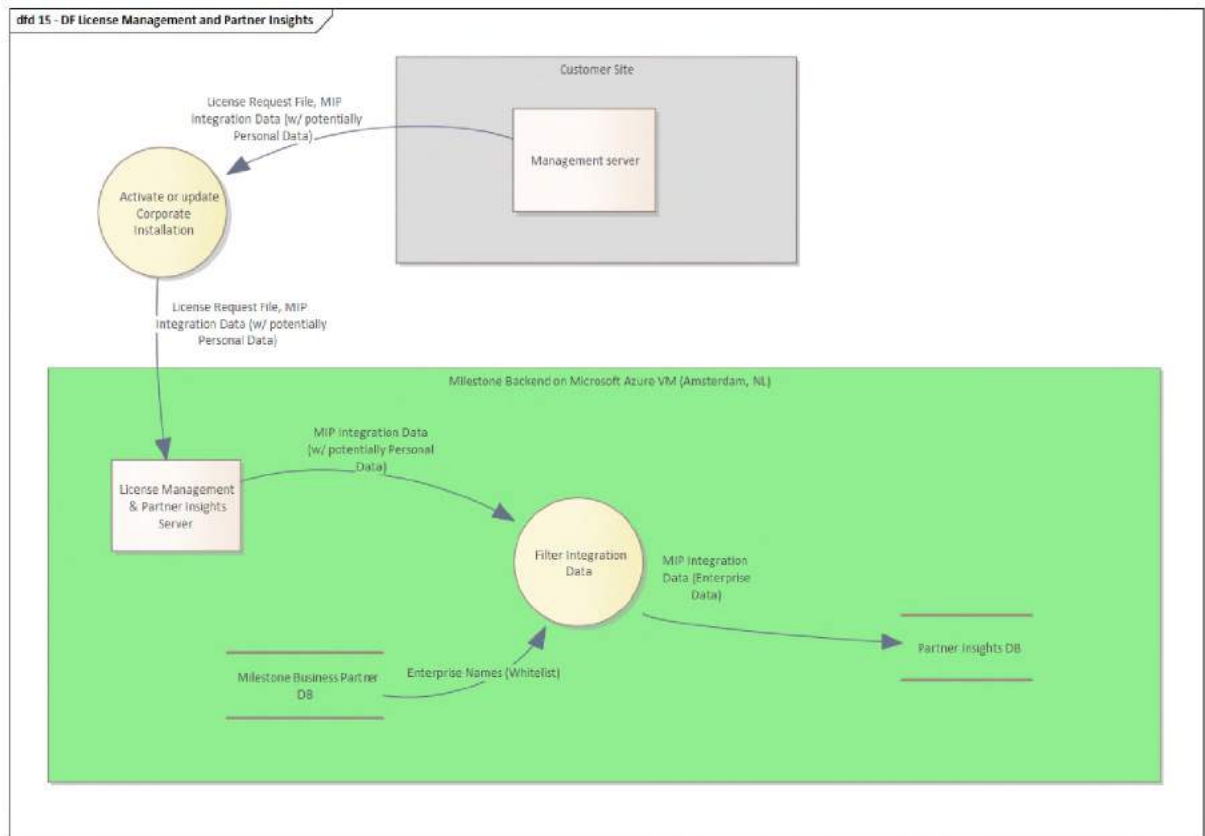 dfd 15 - DF License Management and Partner Insights
Customer Site
License Request File, MIP
Integration Data (w/ potentially
Personal Data)
Management server
Activate or update
Corporate
Installation
License Request File, MIP
Integration Data (w/ potentially
Personal Data)
Milestone Backend on Microsoft Azure VM (Amsterdam, NL)
MIP Integration Data
(w/ potentially Personal
Data)
License Management
& Partner Insights
Server
Filter Integration
Data
MIP Integration
Data (Enterprise
Data)
Partner Insights DB
Enterprise Names (Whitelist)
Milestone Business Partner
DB